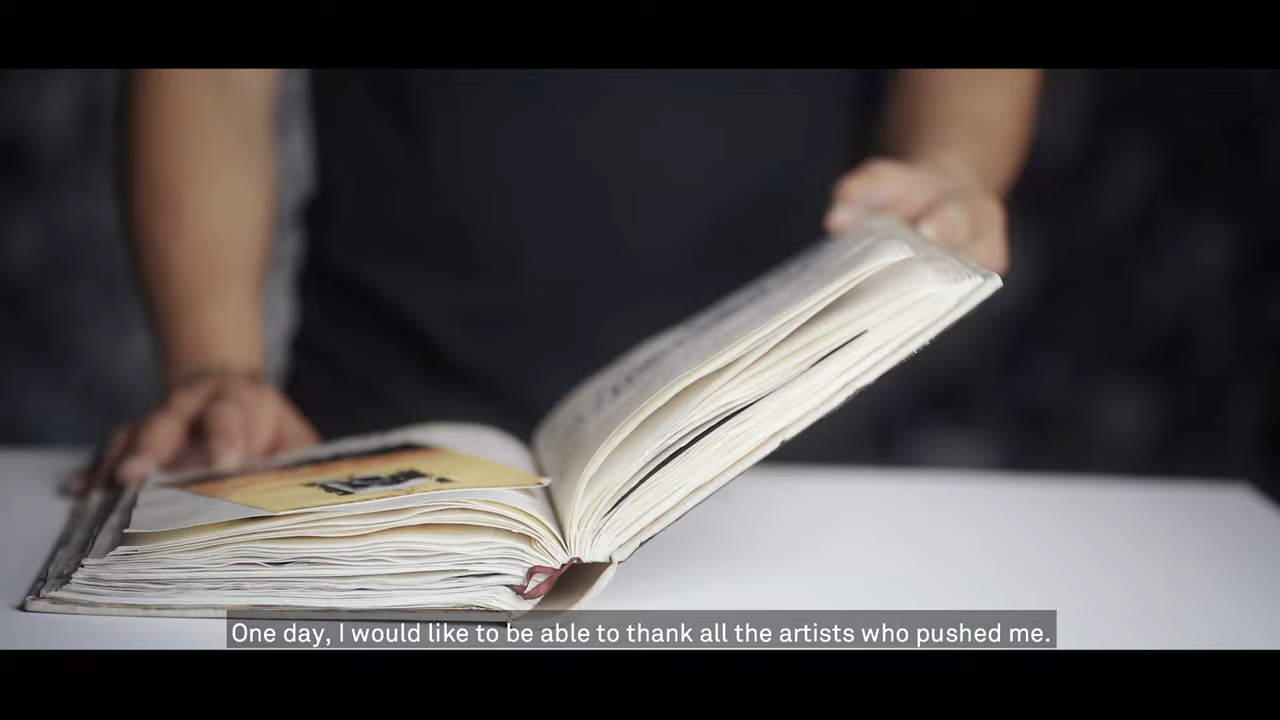 One day, I would like to be able to thank all the artists who pushed me.